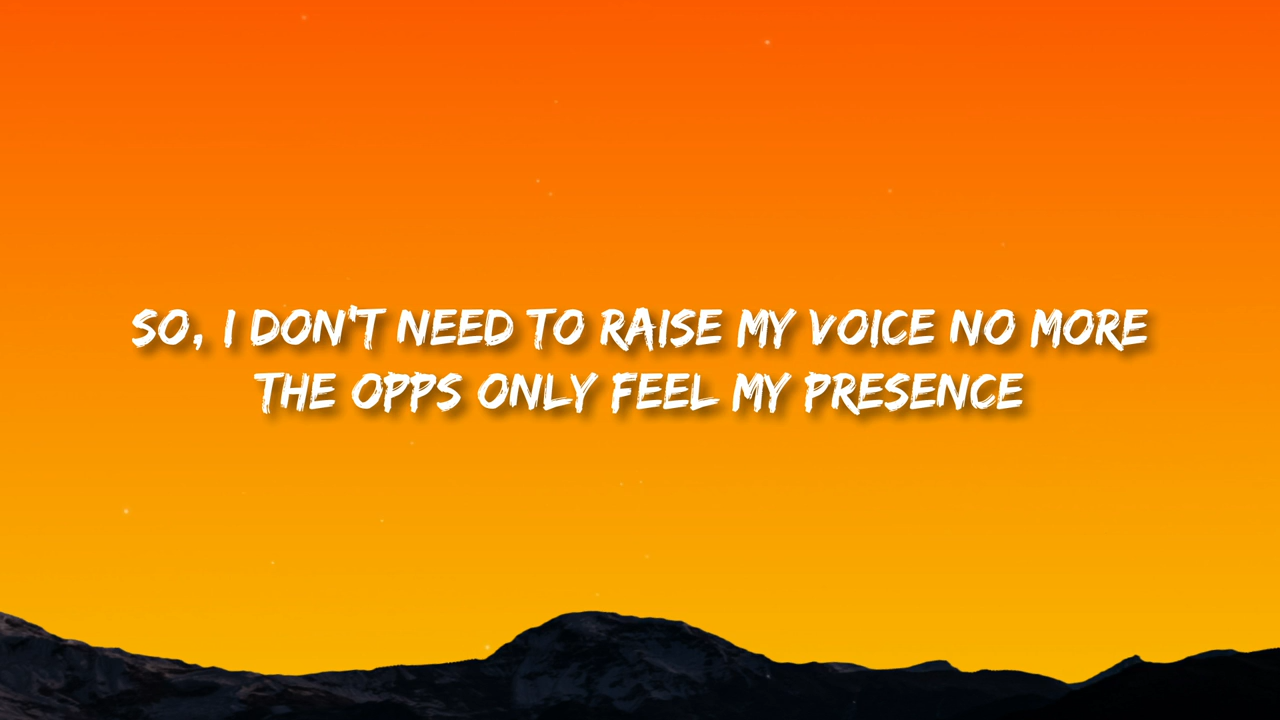 SO, I DON'T NEED TO RAISE MY VOICE NO MORE
THE OPPS ONLY FEEL MY PRESENCE